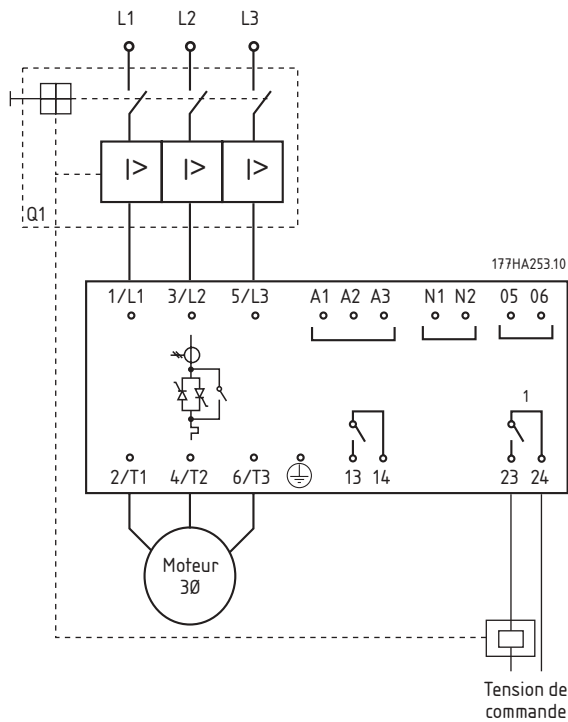 L1 L2 L3
I> I> I>
Q1
177HA253.10
1/L1 3/L2 5/L3 A1 A2 A3 N1 N2 05 06
1
2/T1 4/T2 6/T3 13 14 23 24
Moteur
3Ø
Tension de
commande